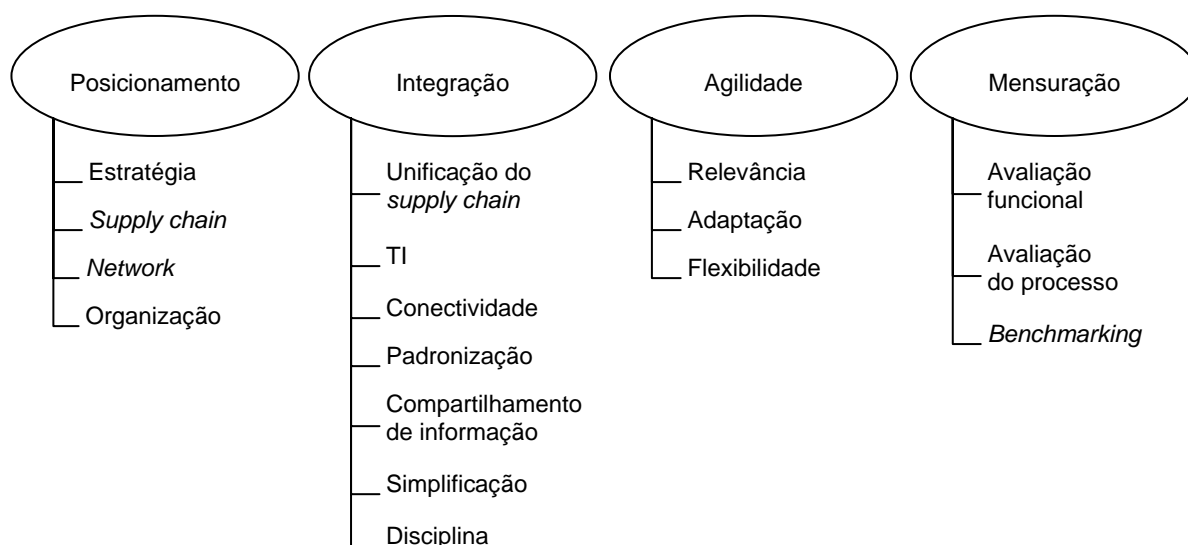 Posicionamento
Estratégia
Supply chain
Network
Organização
Integração
Unificação do
supply chain
TI
Conectividade
Padronização
Compartilhamento
de informação
Simplificação
Disciplina
Agilidade
Relevância
Adaptação
Flexibilidade
Mensuração
Avaliação
funcional
Avaliação
do processo
Benchmarking